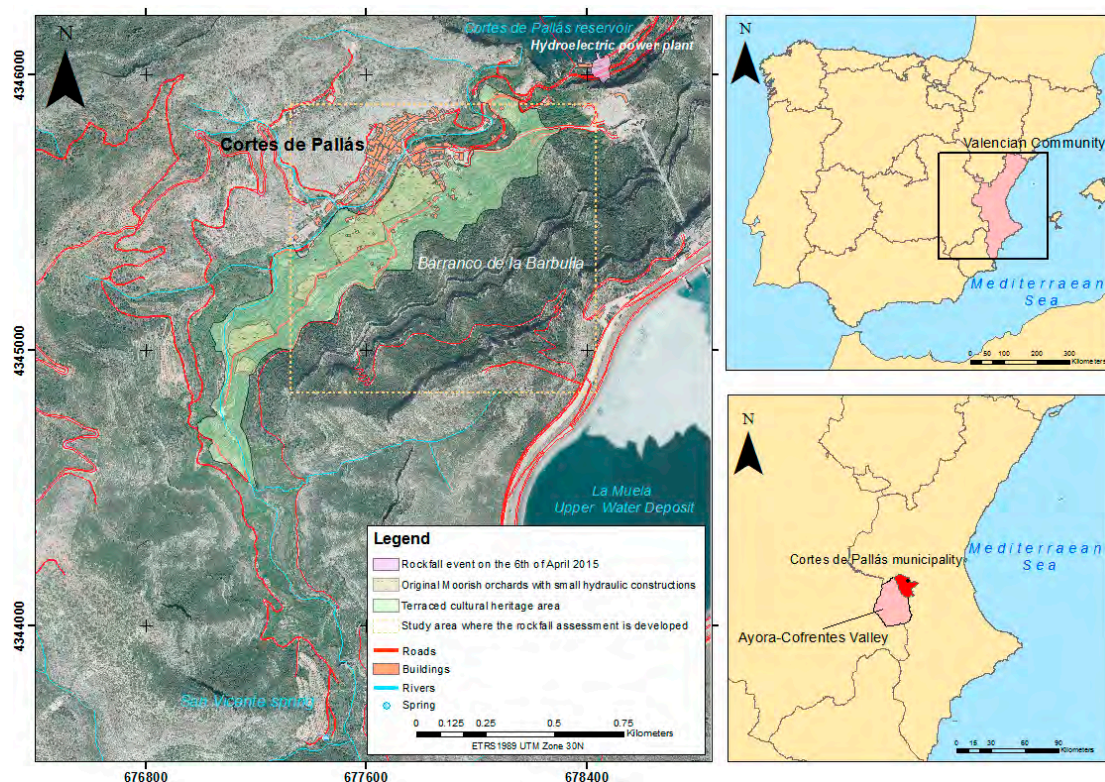 N
Cortes de Pallás reservoir
Hydroelectric power plant
Cortes de Pallás
Barranco de la Barbulla
La Muela
Upper Water Deposit
San Vicente spring
Legend
Rockfall event on the 6th of April 2015
Original Moorish orchards with small hydraulic constructions
Terraced cultural heritage area
Study area where the rockfall assessment is developed
Roads
Buildings
Rivers
Spring
0 0.125 0.25 0.5 0.75
Kilometers
ETRS1989 UTM Zone 30N
4346000
4345000
4344000
676800 677600 678400
N
Valencian Community
Mediterraean
Sea
0 50 100 200 300
Kilometers
N
Cortes de Pallás municipality
Mediterraean
Sea
Ayora-Cofrentes Valley
0 15 30 60 90
Kilometers